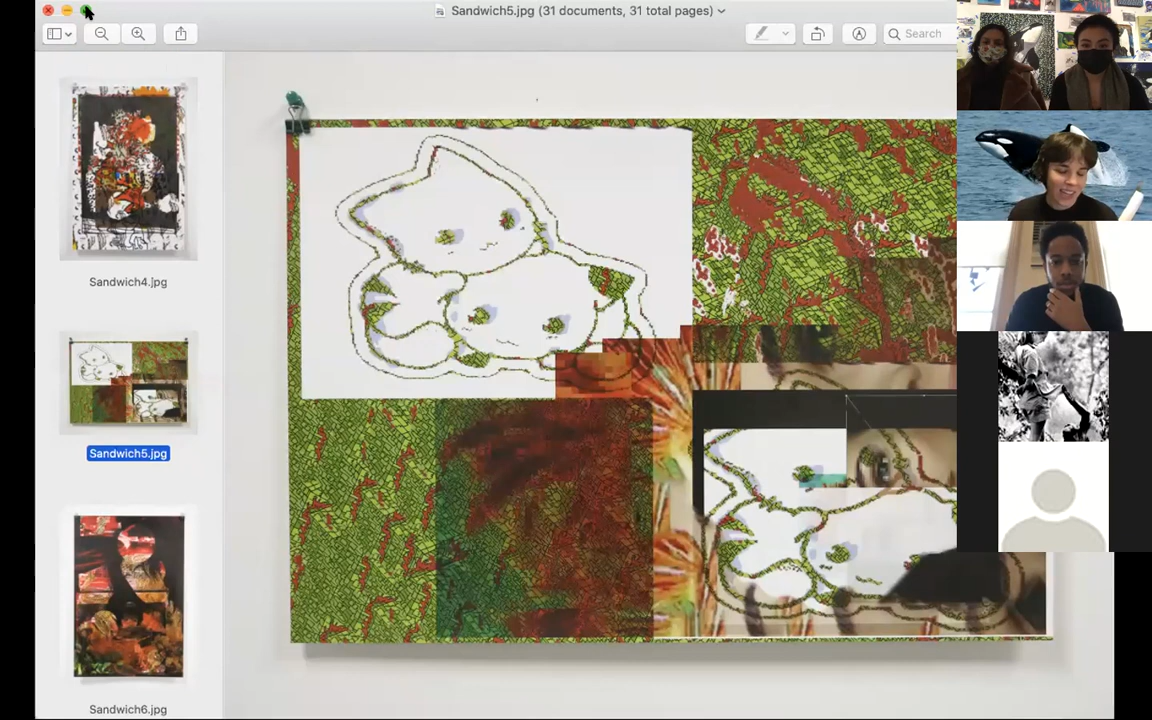 Sandwich5.jpg (31 documents, 31 total pages)
Search
Sandwich4.jpg
Sandwich5.jpg
Sandwich6.jpg